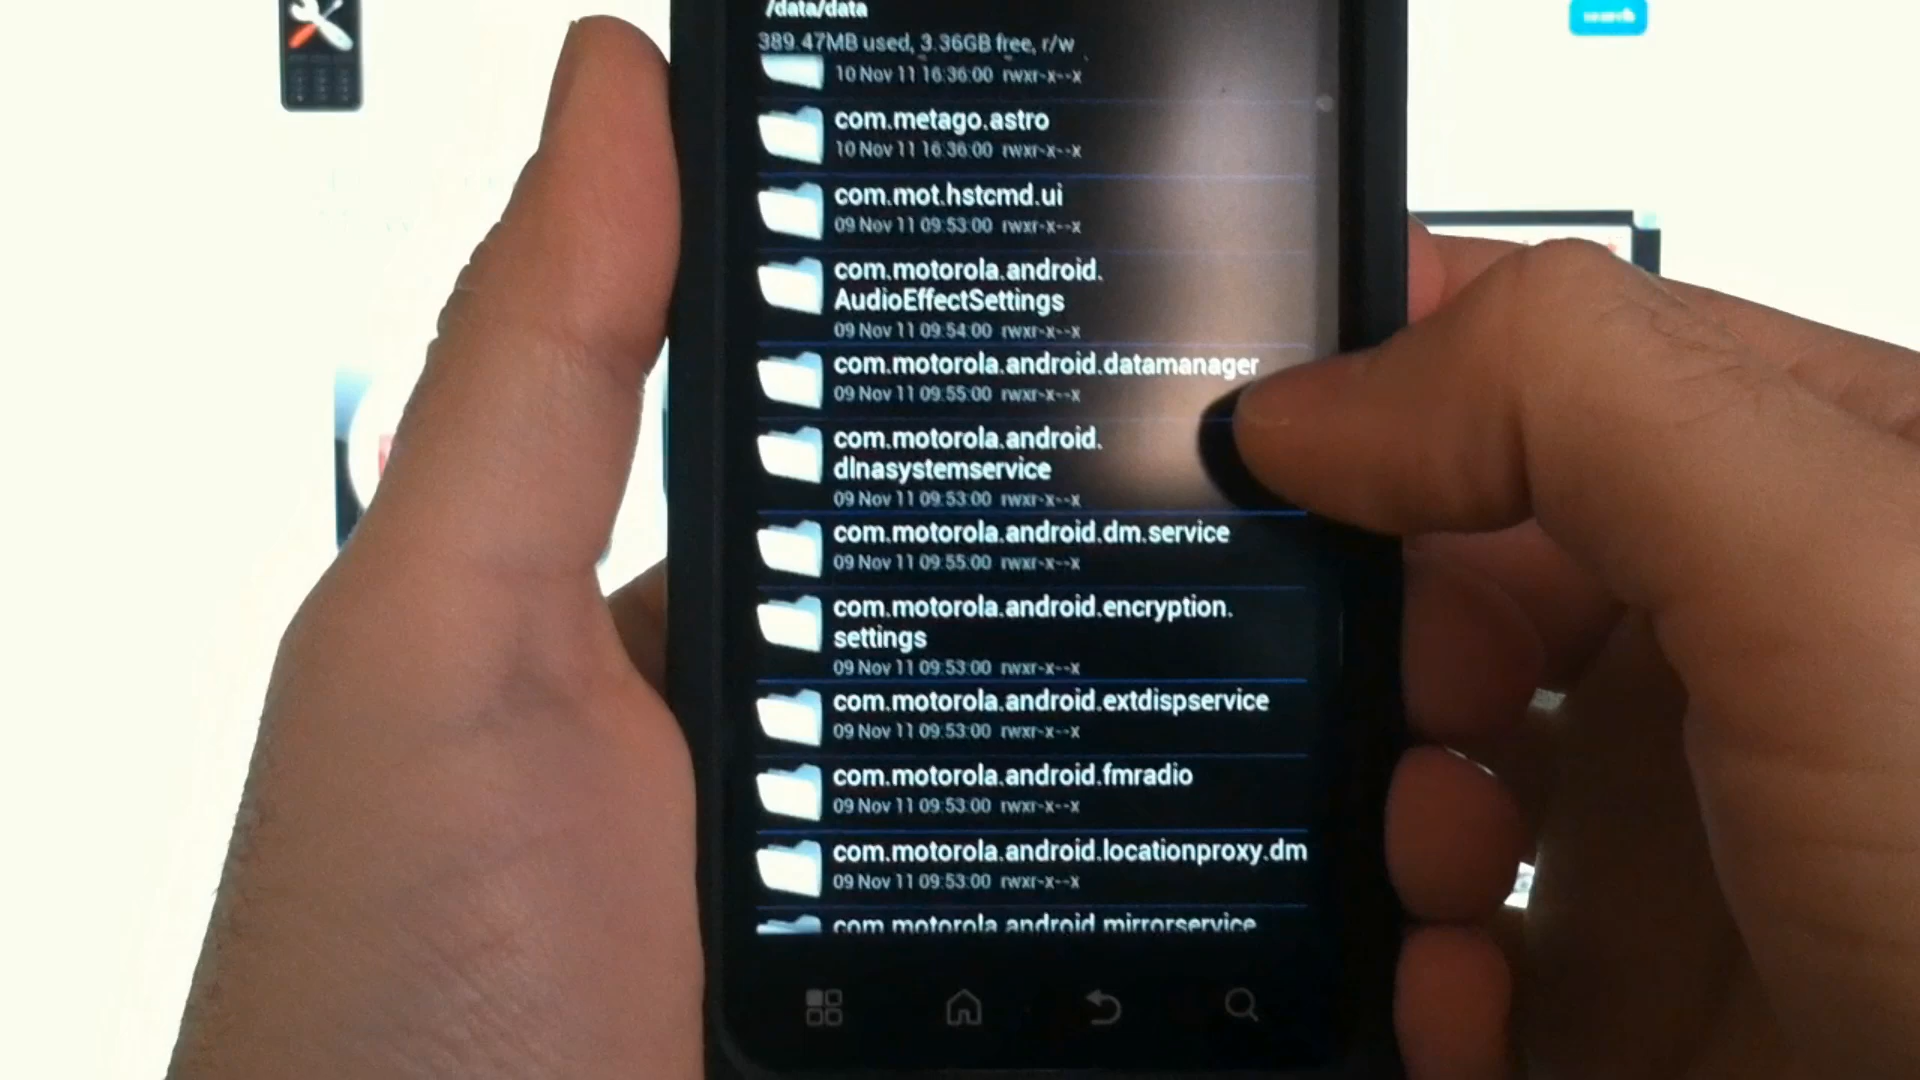 /data/data
389.47MB used, 3.36GB free, r/w
10 Nov 11 16:36:00 rwxr-x--x
com.metago.astro
10 Nov 11 16:36:00 rwxr-x--x
com.mot.hstcmd.ui
09 Nov 11 09:53:00 rwxr-x--x
com.motorola.android.
AudioEffectSettings
09 Nov 11 09:54:00 rwxr-x--x
com.motorola.android.datamanager
09 Nov 11 09:55:00 rwxr-x--x
com.motorola.android.
dlnasystemservice
09 Nov 11 09:53:00 rwxr-x--x
com.motorola.android.dm.service
09 Nov 11 09:55:00 rwxr-x--x
com.motorola.android.encryption.
settings
09 Nov 11 09:53:00 rwxr-x--x
com.motorola.android.extdispservice
09 Nov 11 09:53:00 rwxr-x--x
com.motorola.android.fmradio
09 Nov 11 09:53:00 rwxr-x--x
com.motorola.android.locationproxy.dm
09 Nov 11 09:53:00 rwxr-x--x
com.motorola.android.mirrorservice
search